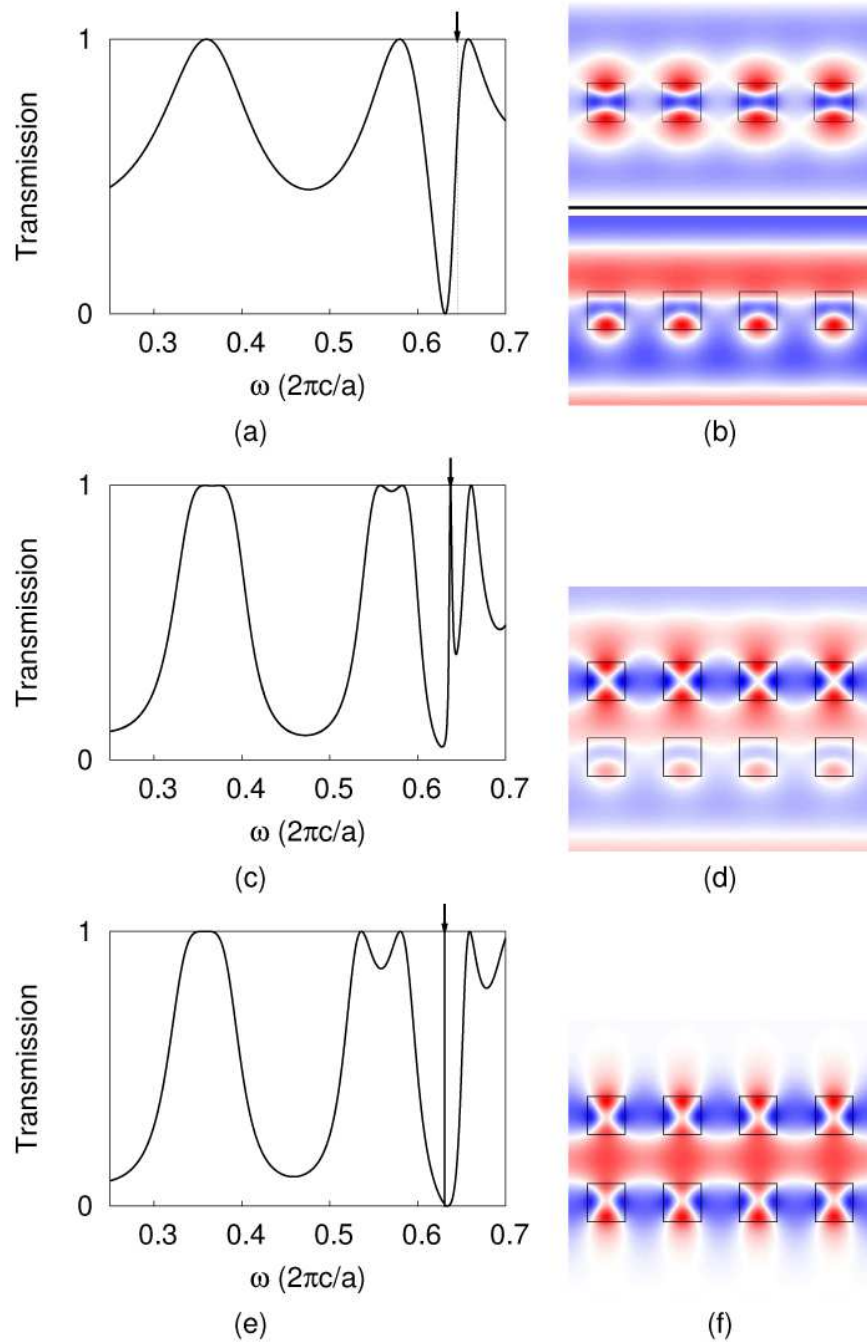 1
Transmission
0
0.3 0.4 0.5 0.6 0.7
ω (2πc/a)
(a) (b)
1
Transmission
0
0.3 0.4 0.5 0.6 0.7
ω (2πc/a)
(c) (d)
1
Transmission
0
0.3 0.4 0.5 0.6 0.7
ω (2πc/a)
(e) (f)